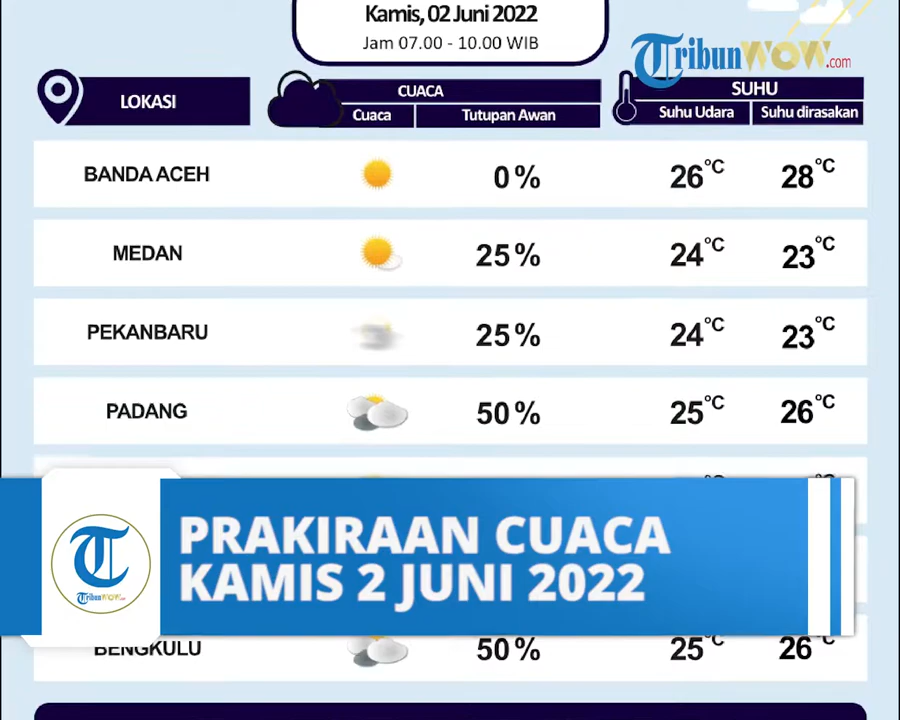 Kamis, 02 Juni 2022
Jam 07.00 - 10.00 WIB
TribunWOW.com
LOKASI
CUACA
SUHU
Cuaca
Tutupan Awan
Suhu Udara
Suhu dirasakan
BANDA ACEH 0 % 26°C 28°C
MEDAN 25 % 24°C 23°C
PEKANBARU 25 % 24°C 23°C
PADANG 50 % 25°C 26°C
PRAKIRAAN CUACA
KAMIS 2 JUNI 2022
T
TribunWOW.com
BENGKULU 50 % 25°C 26°C